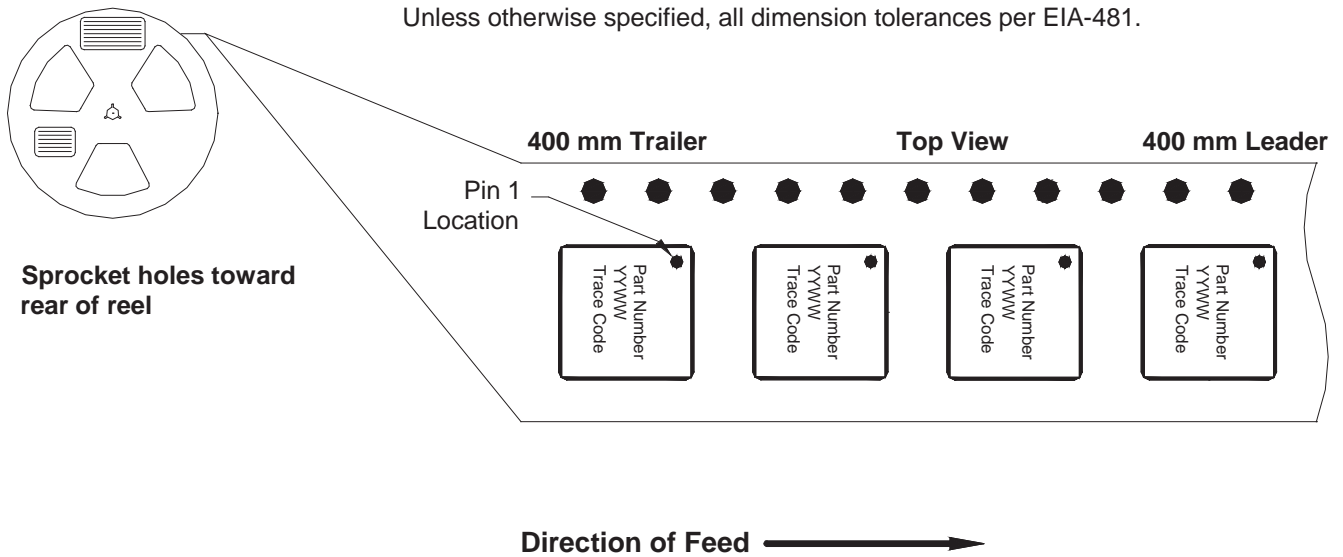 Unless otherwise specified, all dimension tolerances per EIA-481.
400 mm Trailer
Top View
400 mm Leader
Pin 1
Location
Sprocket holes toward
rear of reel
Part Number
YYWW
Trace Code
Part Number
YYWW
Trace Code
Part Number
YYWW
Trace Code
Part Number
YYWW
Trace Code
Direction of Feed